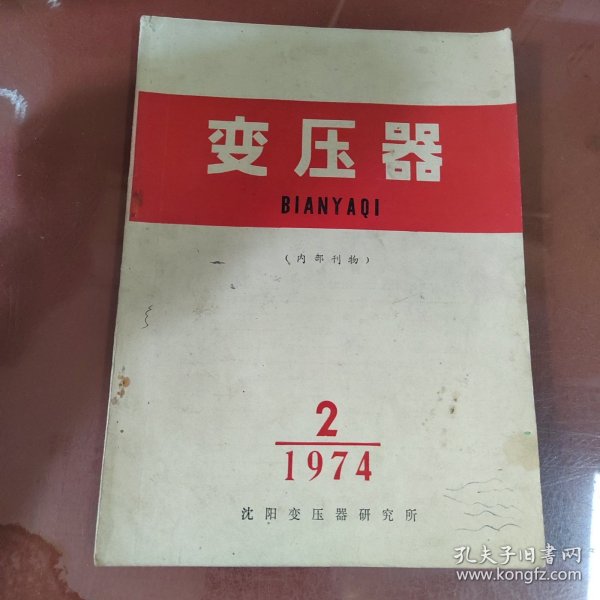 变压器
BIANYAQI
（内部刊物）
2
1974
沈阳变压器研究所
孔夫子旧书网
www.kongfz.com